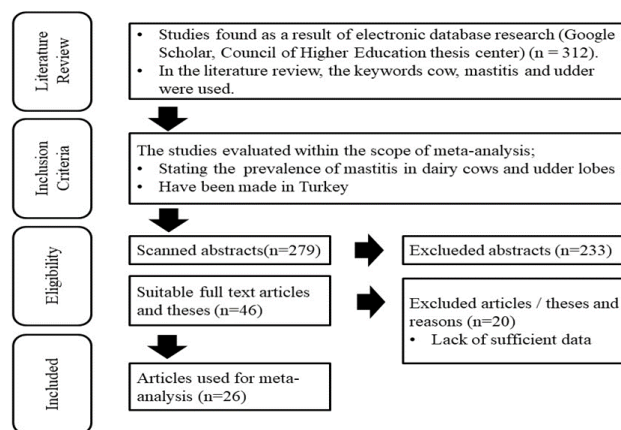 Literature
Review
• Studies found as a result of electronic database research (Google
Scholar, Council of Higher Education thesis center) (n = 312).
• In the literature review, the keywords cow, mastitis and udder
were used.
Inclusion
Criteria
The studies evaluated within the scope of meta-analysis;
• Stating the prevalence of mastitis in dairy cows and udder lobes
• Have been made in Turkey
Eligibility
Scanned abstracts(n=279)
Exclueded abstracts (n=233)
Suitable full text articles
and theses (n=46)
Excluded articles / theses and
reasons (n=20)
• Lack of sufficient data
Included
Articles used for meta-
analysis (n=26)